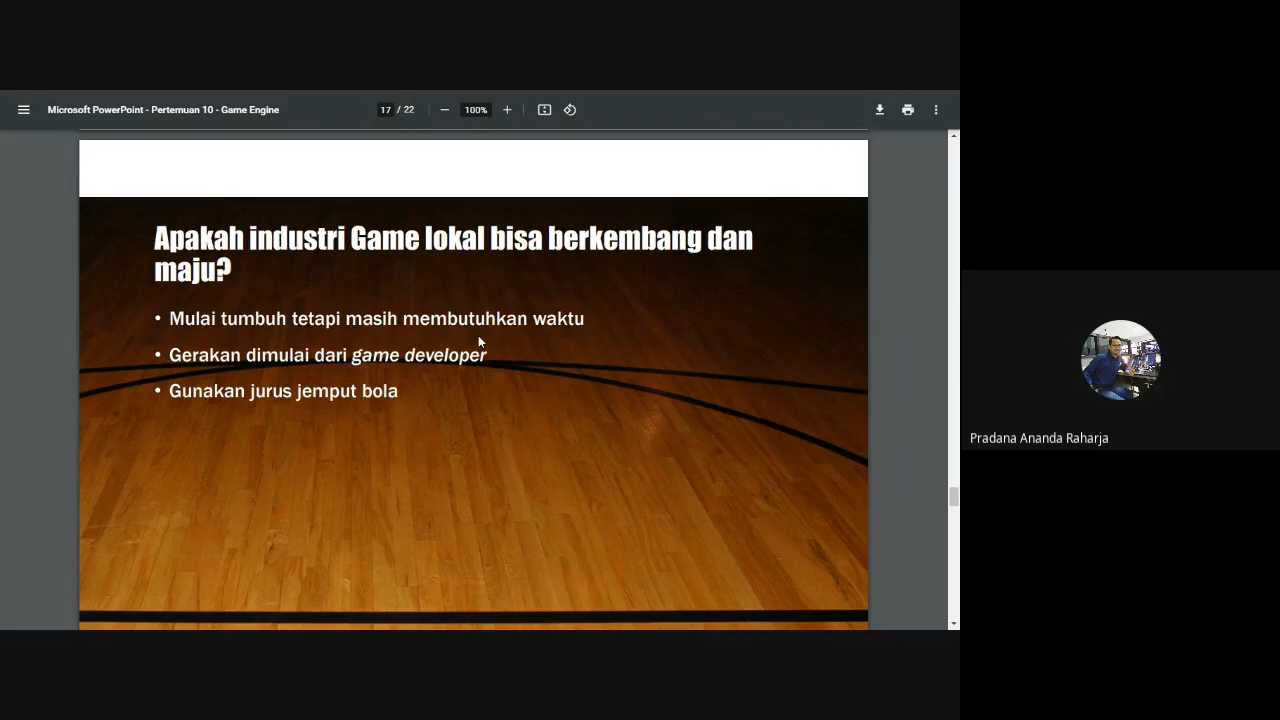 Microsoft PowerPoint - Pertemuan 10 - Game Engine
17 / 22
100%
Apakah industri Game lokal bisa berkembang dan
maju?
• Mulai tumbuh tetapi masih membutuhkan waktu
• Gerakan dimulai dari game developer
• Gunakan jurus jemput bola
Pradana Ananda Raharja